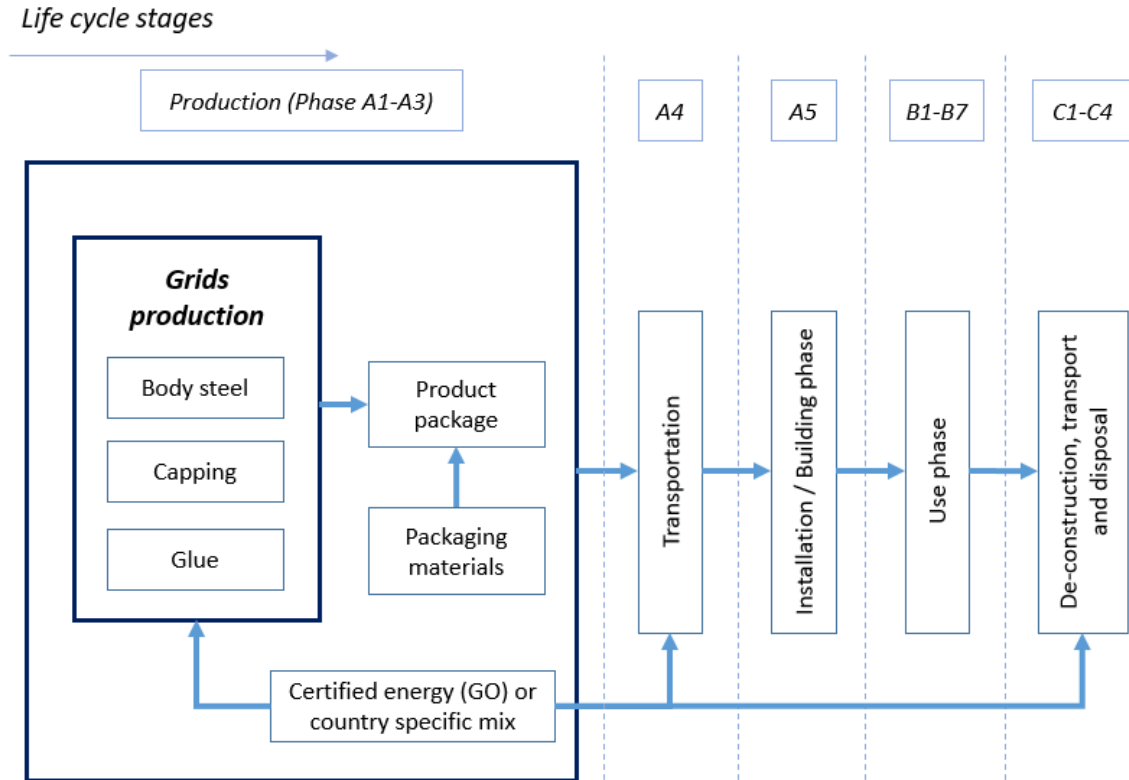 Life cycle stages
Production (Phase A1-A3)
A4
A5
B1-B7
C1-C4
Grids
production
Body steel
Capping
Glue
Product
package
Packaging
materials
Certified energy (GO) or
country specific mix
Transportation
Installation / Building phase
Use phase
De-construction, transport
and disposal